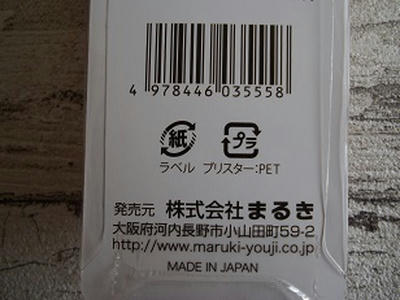 4 978446 035558
紙 プラ
ラベル ブリスター:PET
発売元 株式会社まるき
大阪府河内長野市小山田町59-2
http://www.maruki-youji.co.jp
MADE IN JAPAN